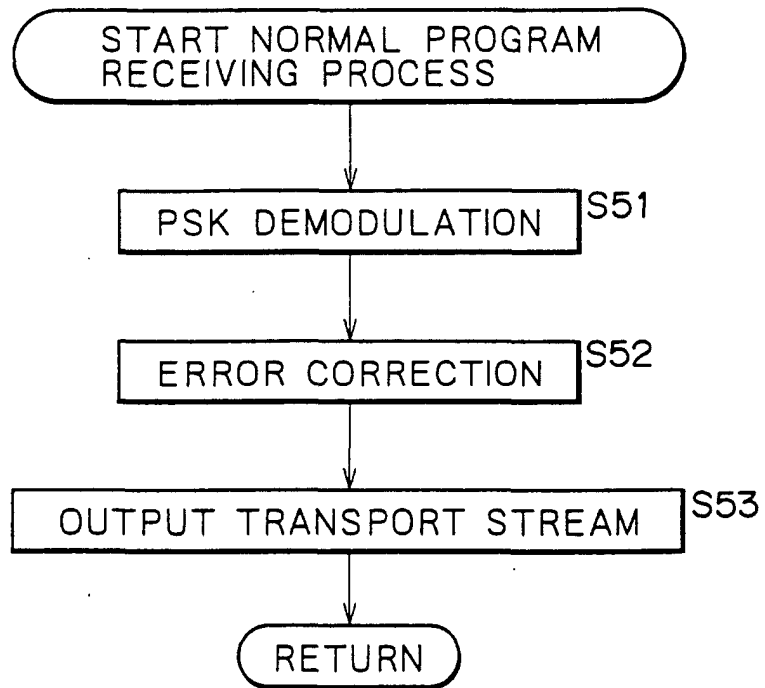 START NORMAL PROGRAM
RECEIVING PROCESS
PSK DEMODULATION
S51
ERROR CORRECTION
S52
OUTPUT TRANSPORT STREAM
S53
RETURN